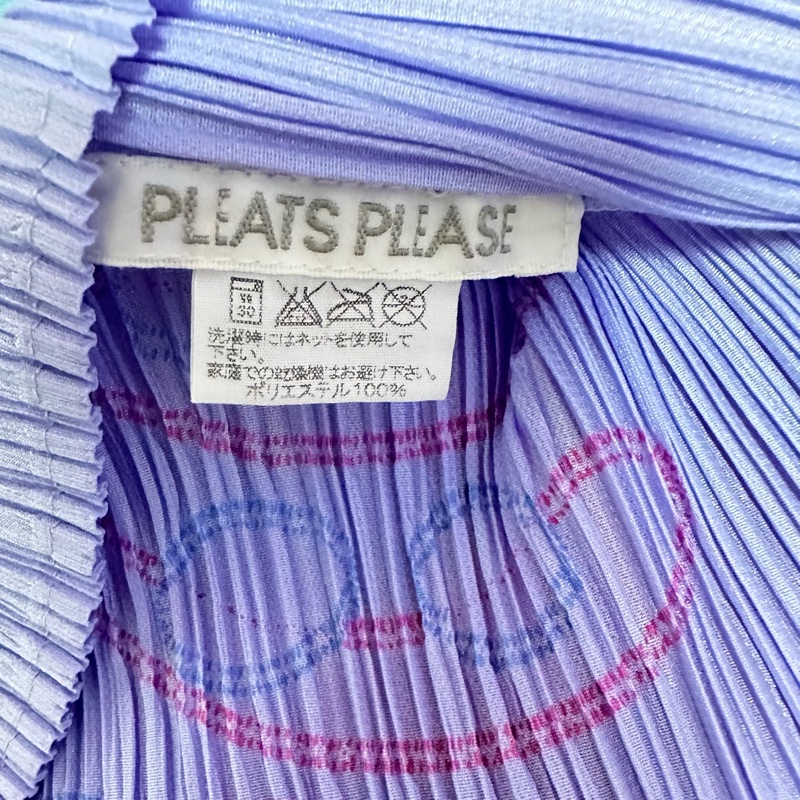 PLEATS PLEASE
洗濯時にはネットを使用して
下さい。
家庭での乾燥機はお避け下さい。
ポリエステル100%